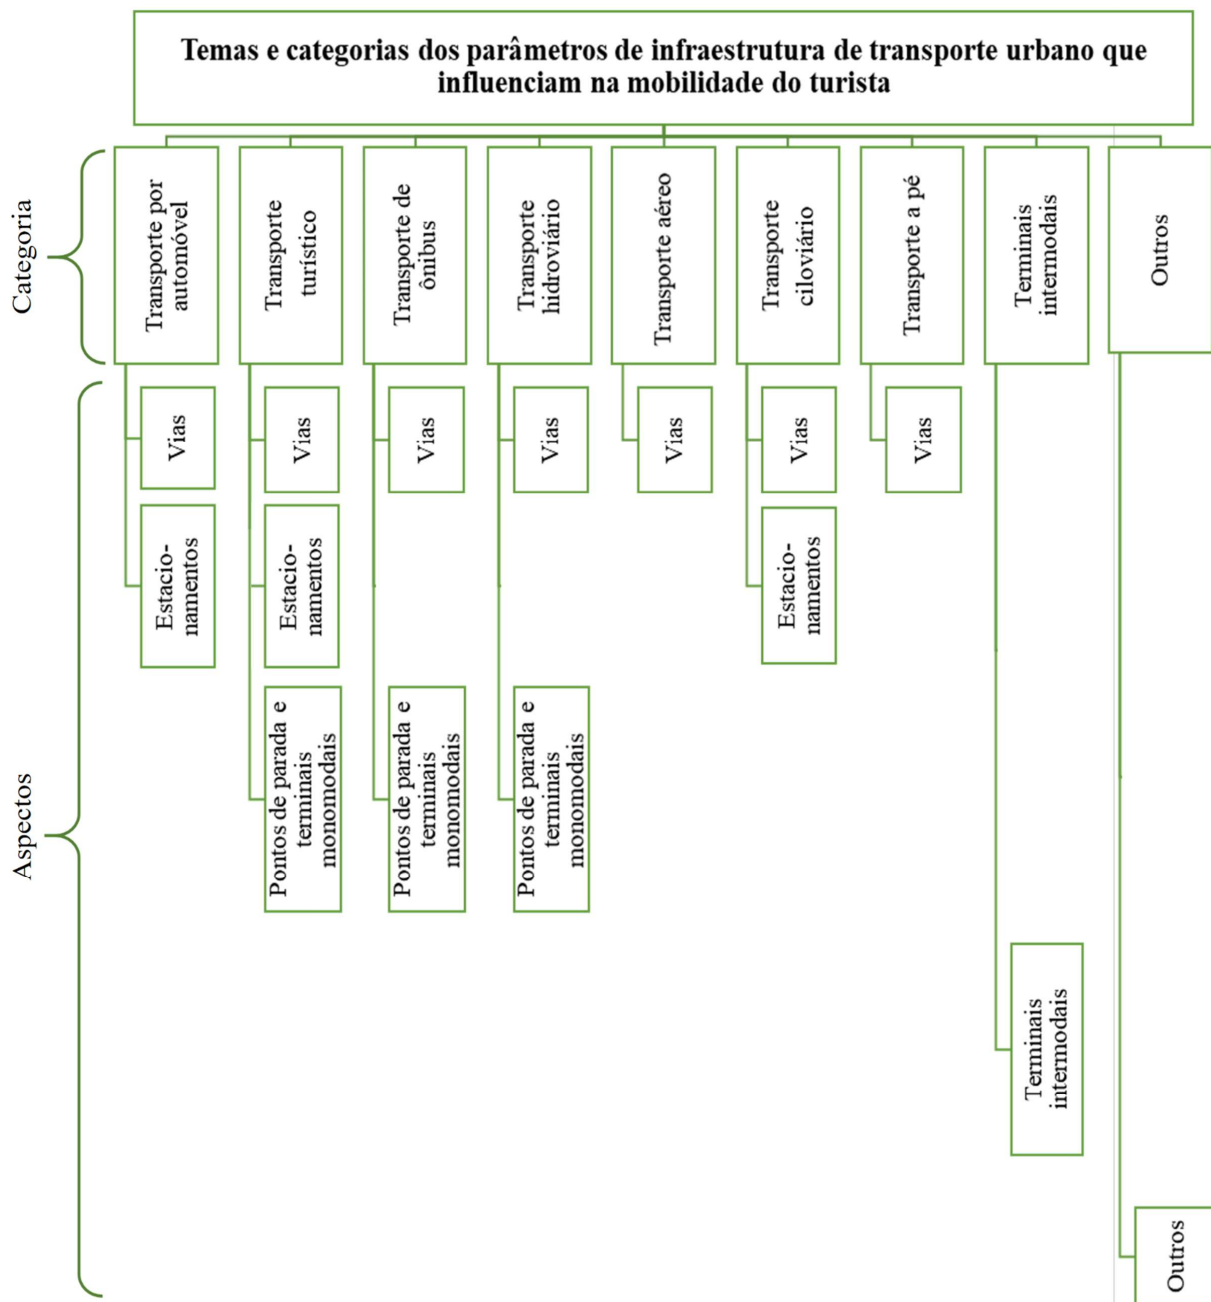 Temas e categorias dos parâmetros de infraestrutura de transporte urbano que
influenciam na mobilidade do turista
Categoria
Transporte por
automóvel
Transporte
turístico
Transporte de
ônibus
Transporte
hidroviário
Transporte aéreo
Transporte
ciloviário
Transporte a pé
Terminais
intermodais
Outros
Aspectos
Vias
Vias
Vias
Vias
Vias
Vias
Vias
Estacio-
namentos
Estacio-
namentos
Estacio-
namentos
Pontos de parada e
terminais
monomodais
Pontos de parada e
terminais
monomodais
Pontos de parada e
terminais
monomodais
Terminais
intermodais
Outros